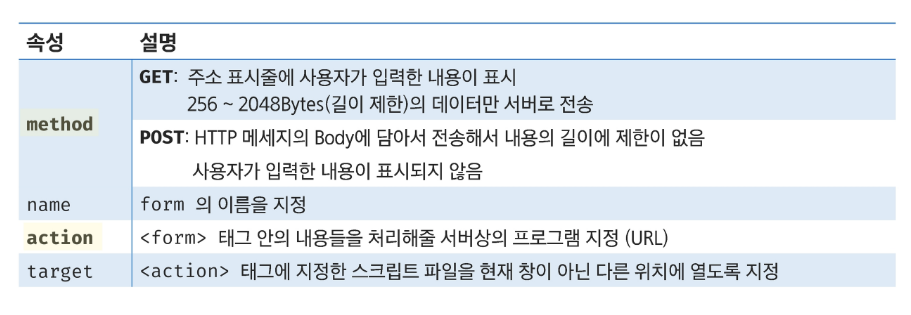 속성 설명
method
GET: 주소 표시줄에 사용자가 입력한 내용이 표시
256 ~ 2048Bytes(길이 제한)의 데이터만 서버로 전송
POST: HTTP 메세지의 Body에 담아서 전송해서 내용의 길이에 제한이 없음
사용자가 입력한 내용이 표시되지 않음
name form 의 이름을 지정
action <form> 태그 안의 내용들을 처리해줄 서버상의 프로그램 지정 (URL)
target <action> 태그에 지정한 스크립트 파일을 현재 창이 아닌 다른 위치에 열도록 지정